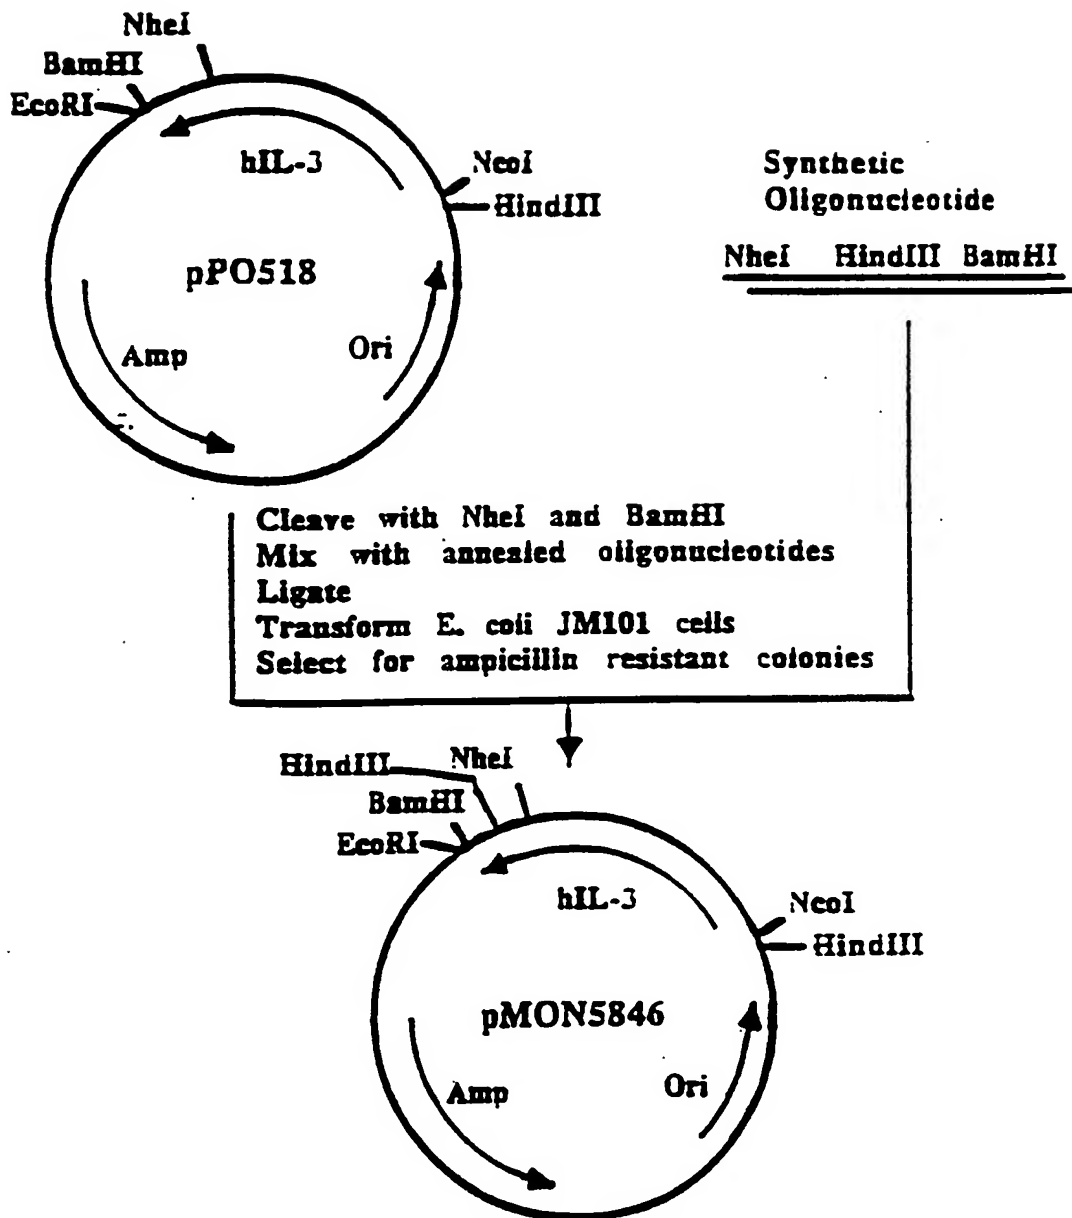 NheI
BamHI
EcoRI
hIL-3
NcoI
HindIII
pPO518
Amp
Ori
Synthetic
Oligonucleotide
NheI HindIII BamHI
Cleave with NheI and BamHI
Mix with annealed oligonucleotides
Ligate
Transform E. coli JM101 cells
Select for ampicillin resistant colonies
HindIII
NheI
BamHI
EcoRI
hIL-3
NcoI
HindIII
pMON5846
Amp
Ori